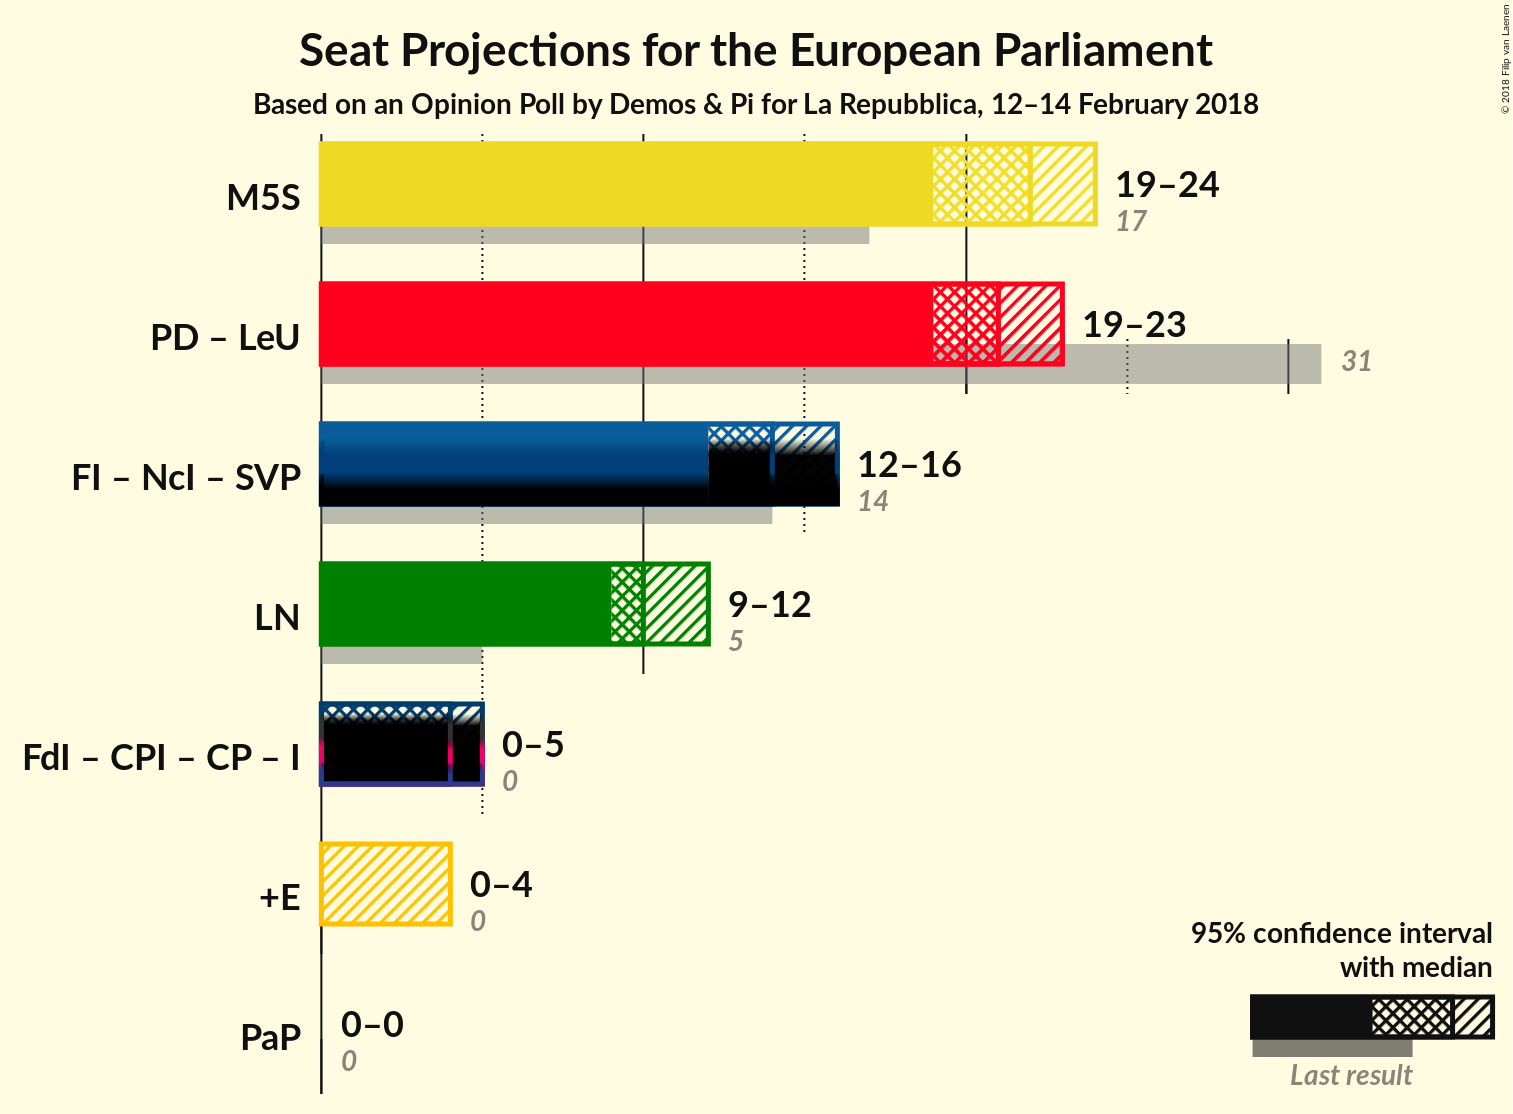 Seat Projections for the European Parliament
Based on an Opinion Poll by Demos & Pi for La Repubblica, 12–14 February 2018
© 2018 Filip van Laenen
M5S
19–24
17
PD – LeU
19–23
31
FI – NcI – SVP
12–16
14
LN
9–12
5
FdI – CPI – CP – I
0–5
0
+E
0–4
0
PaP
0–0
0
95% confidence interval
with median
Last result